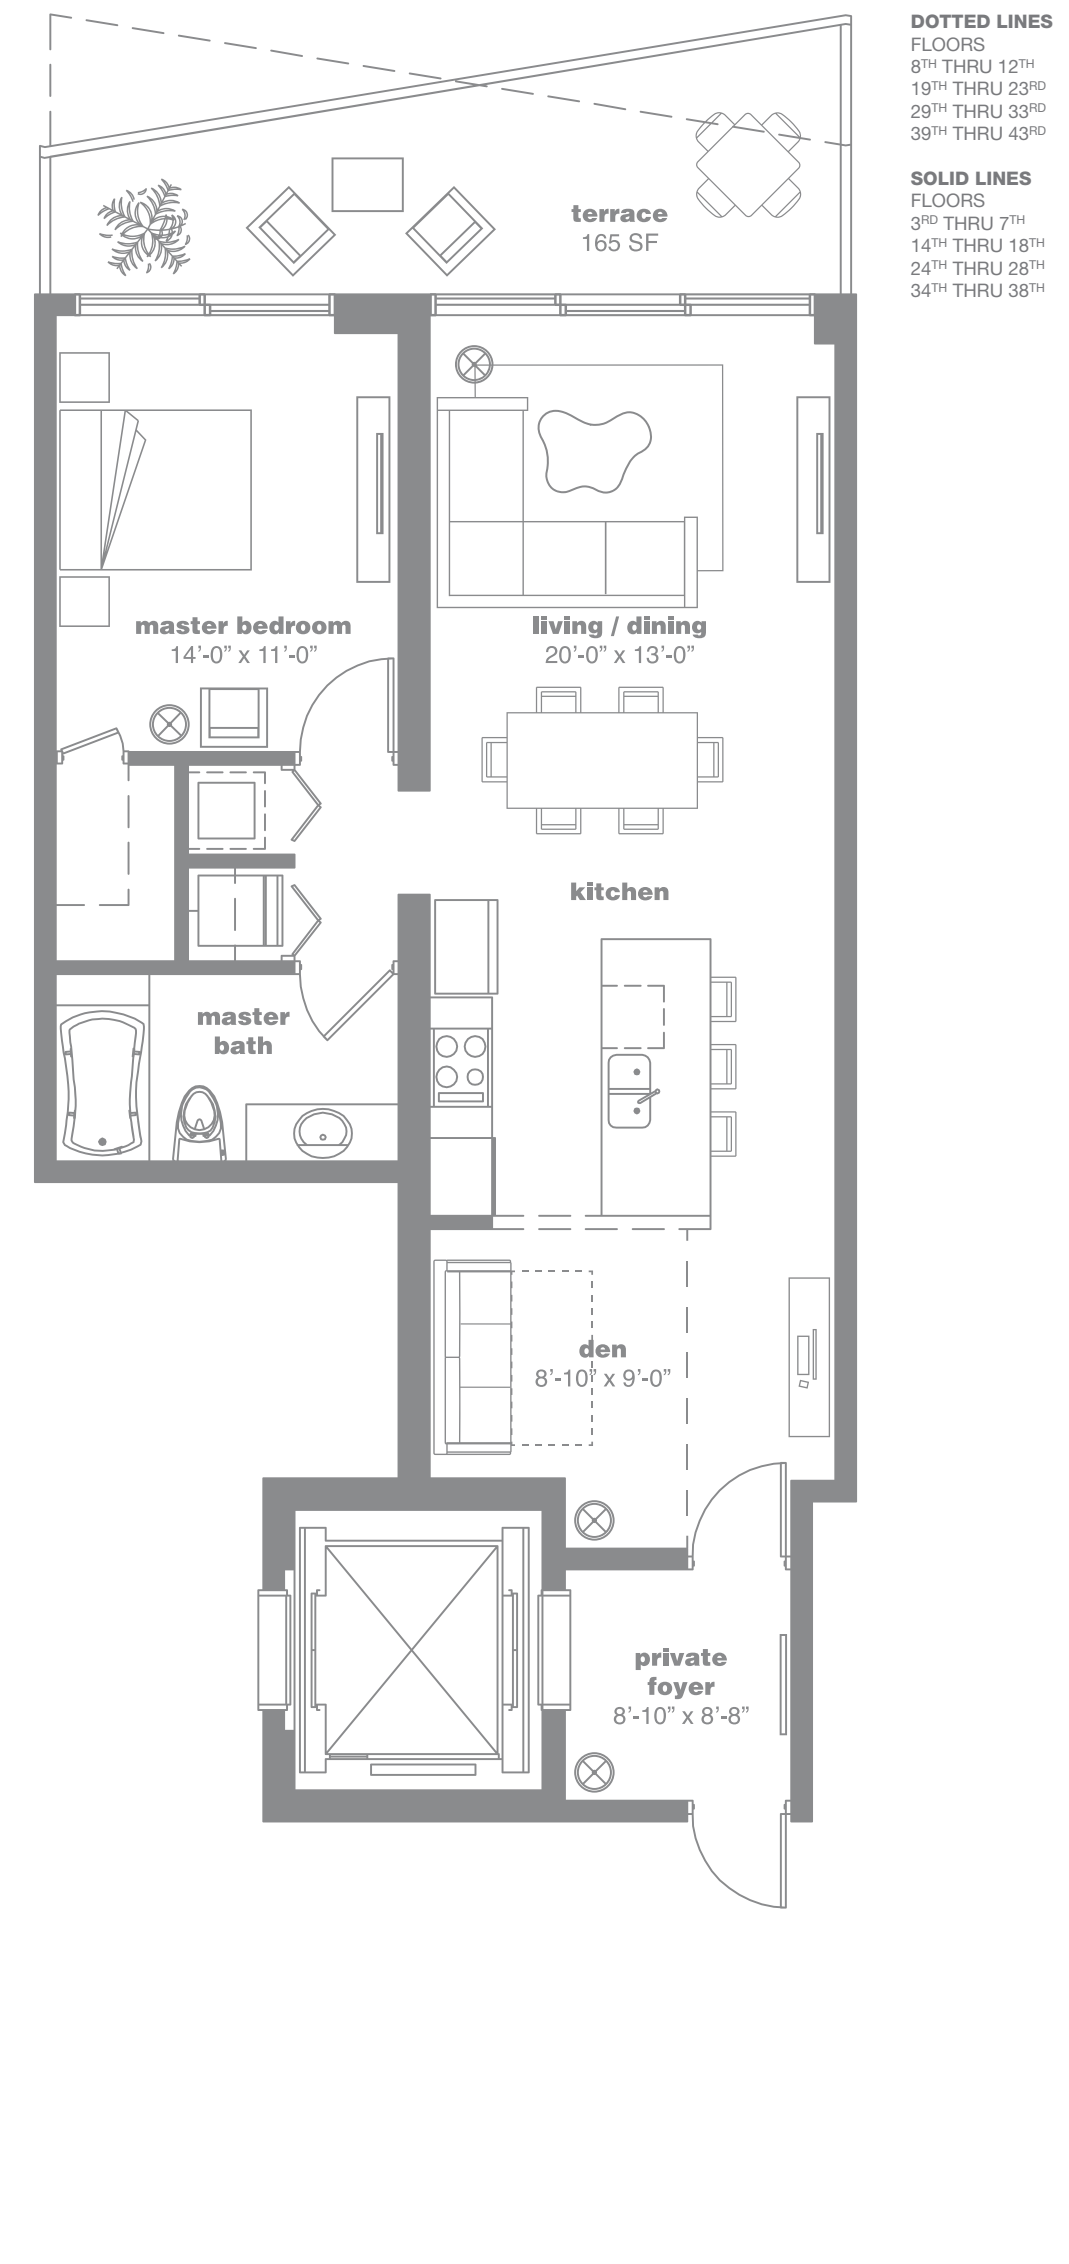 DOTTED LINES
FLOORS
8TH THRU 12TH
19TH THRU 23RD
29TH THRU 33RD
39TH THRU 43RD
SOLID LINES
FLOORS
3RD THRU 7TH
14TH THRU 18TH
24TH THRU 28TH
34TH THRU 38TH
terrace
165 SF
master bedroom
14’-0” x 11’-0”
living / dining
20’-0” x 13’-0”
kitchen
master
bath
den
8’-10” x 9’-0”
private
foyer
8’-10” x 8’-8”